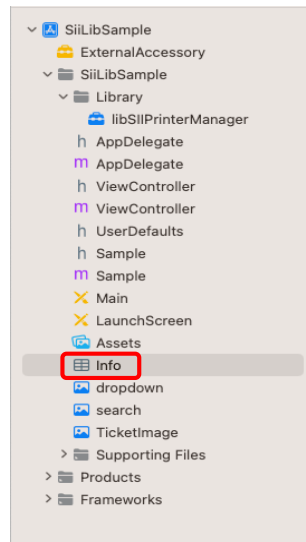 SiiLibSample
ExternalAccessory
SiiLibSample
Library
libSIIPrinterManager
h AppDelegate
m AppDelegate
h ViewController
m ViewController
h UserDefaults
h Sample
m Sample
Main
LaunchScreen
Assets
Info
dropdown
search
TicketImage
Supporting Files
Products
Frameworks